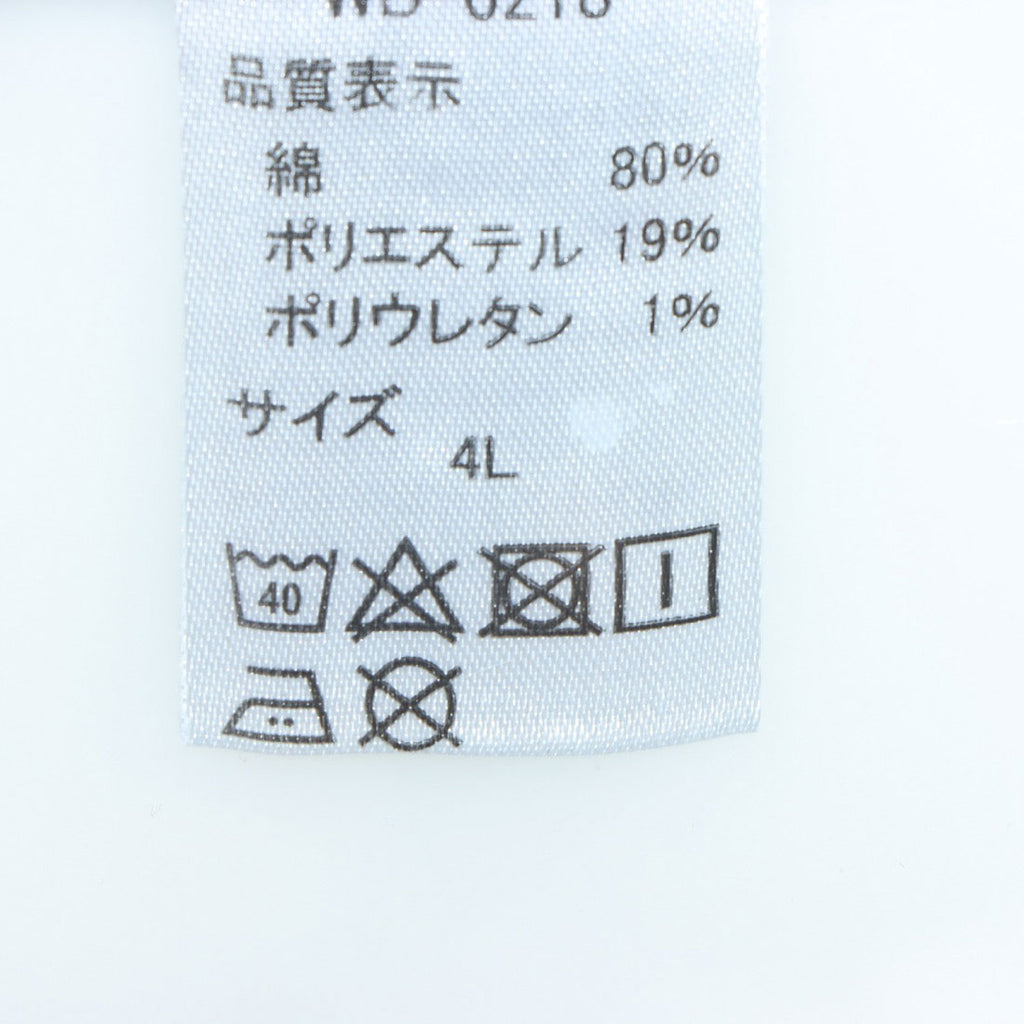 品質表示
綿 80%
ポリエステル 19%
ポリウレタン 1%
サイズ
4L
40